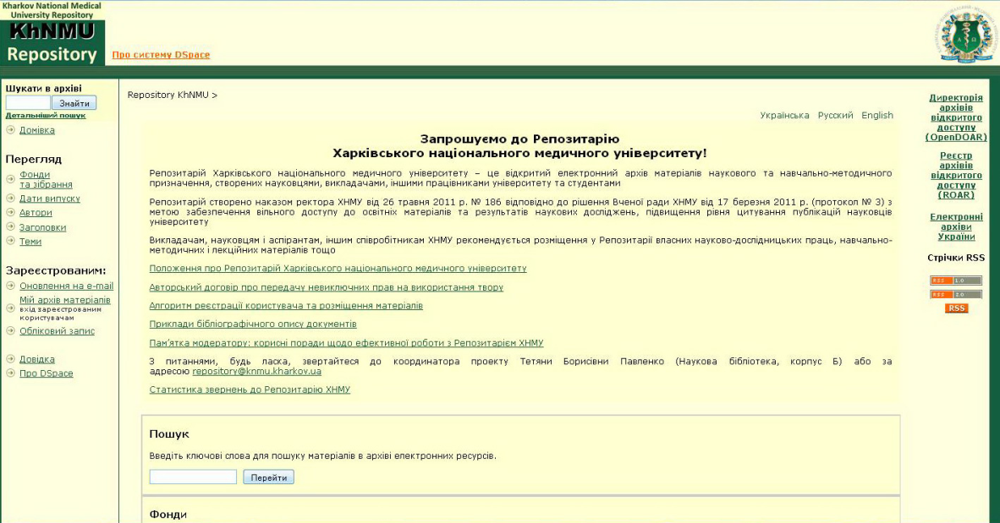 Kharkov National Medical
University Repository
KhNMU
Repository
Про систему DSpace
Шукати в архіві
Знайти
Детальніший пошук
Домівка
Перегляд
Фонди
та зібрання
Дати випуску
Автори
Заголовки
Теми
Зареєстрованим:
Оновлення на e-mail
Мій архів матеріалів
вхід зареєстрованим
користувачам
Обліковий запис
Довідка
Про DSpace
Repository KhNMU >
Українська Русский English
Запрошуємо до Репозитарію
Харківського національного медичного університету!
Репозитарій Харківського національного медичного університету – це відкритий електронний архів матеріалів наукового та навчально-методичного
призначення, створених науковцями, викладачами, іншими працівниками університету та студентами
Репозитарій створено наказом ректора ХНМУ від 26 травня 2011 р. № 186 відповідно до рішення Вченої ради ХНМУ від 17 березня 2011 р. (протокол № 3) з
метою забезпечення вільного доступу до освітніх матеріалів та результатів наукових досліджень, підвищення рівня цитування публікацій науковців
університету
Викладачам, науковцям і аспірантам, іншим співробітникам ХНМУ рекомендується розміщення у Репозитарії власних науково-дослідницьких праць, навчально-
методичних і лекційних матеріалів тощо
Положення про Репозитарій Харківського національного медичного університету
Авторський договір про передачу невиключних прав на використання твору
Алгоритм реєстрації користувача та розміщення матеріалів
Приклади бібліографічного опису документів
Пам’ятка модератору: корисні поради щодо ефективної роботи з Репозитарієм ХНМУ
З питаннями, будь ласка, звертайтеся до координатора проекту Тетяни Борисівни Павленко (Наукова бібліотека, корпус Б) або за
адресою repository@knmu.kharkov.ua
Статистика звернень до Репозитарію ХНМУ
Пошук
Введіть ключові слова для пошуку матеріалів в архіві електронних ресурсів.
Перейти
Фонди
Директорія
архівів
відкритого
доступу
(OpenDOAR)
Реєстр
архівів
відкритого
доступу
(ROAR)
Електронні
архіви
України
Стрічки RSS
RSS 1.0
RSS 2.0
RSS